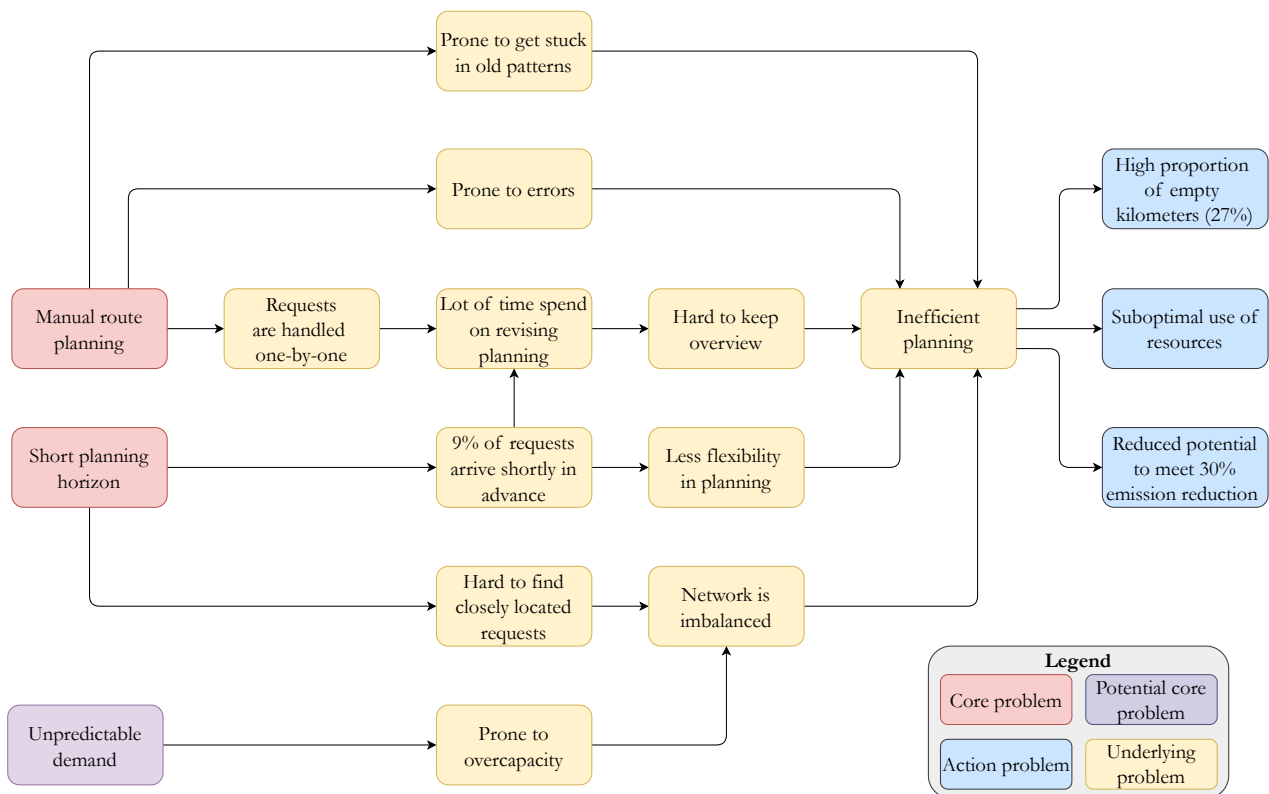 Prone to get stuck
in old patterns
Prone to errors
High proportion
of empty
kilometers (27%)
Manual route
planning
Requests
are handled
one-by-one
Lot of time spend
on revising
planning
Hard to keep
overview
Inefficient
planning
Suboptimal use of
resources
Short planning
horizon
9% of requests
arrive shortly in
advance
Less flexibility
in planning
Reduced potential
to meet 30%
emission reduction
Hard to find
closely located
requests
Network is
imbalanced
Unpredictable
demand
Prone to
overcapacity
Legend
Core problem
Potential core
problem
Action problem
Underlying
problem